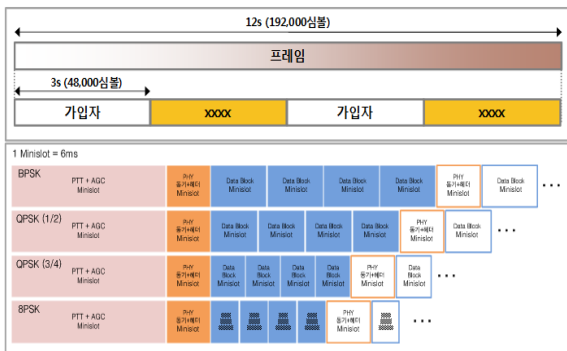 12s (192,000심볼)
프레임
3s (48,000심볼)
가입자
xxxx
가입자
xxxx
1 Minislot = 6ms
BPSK
PTT + AGC
Minislot
PHY
동기+헤더
Minislot
Data Block
Minislot
Data Block
Minislot
Data Block
Minislot
Data Block
Minislot
PHY
동기+헤더
Minislot
Data Block
Minislot
• • •
QPSK (1/2)
PTT + AGC
Minislot
PHY
동기+헤더
Minislot
Data Block
Minislot
Data Block
Minislot
Data Block
Minislot
Data Block
Minislot
PHY
동기+헤더
Minislot
Data Block
Minislot
• • •
QPSK (3/4)
PTT + AGC
Minislot
PHY
동기+헤더
Minislot
Data
Block
Minislot
Data
Block
Minislot
Data
Block
Minislot
Data
Block
Minislot
PHY
동기+헤더
Minislot
Data
Block
Minislot
• • •
8PSK
PTT + AGC
Minislot
PHY
동기+헤더
Minislot
PHY
동기+헤더
Minislot
• • •